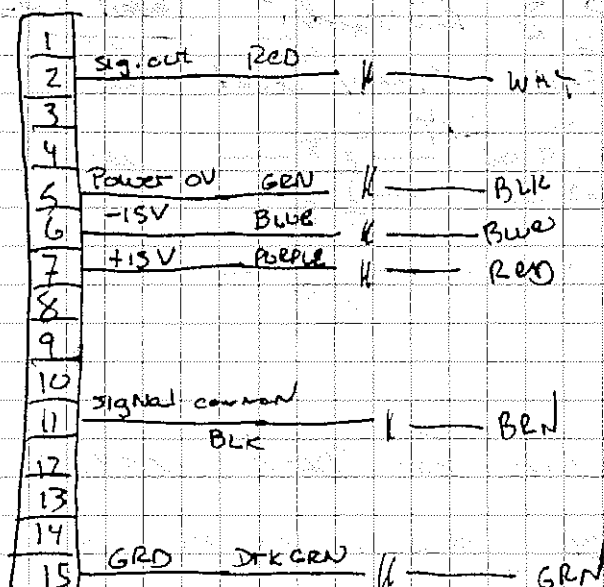 1
2 sig. out RED WHT
3
4
5 Power 0V GRN BLK
6 -15V BLUE BLUE
7 +15V PURPLE RED
8
9
10
11 signal common BLK BRN
12
13
14
15 GRD DRK GRN GRN